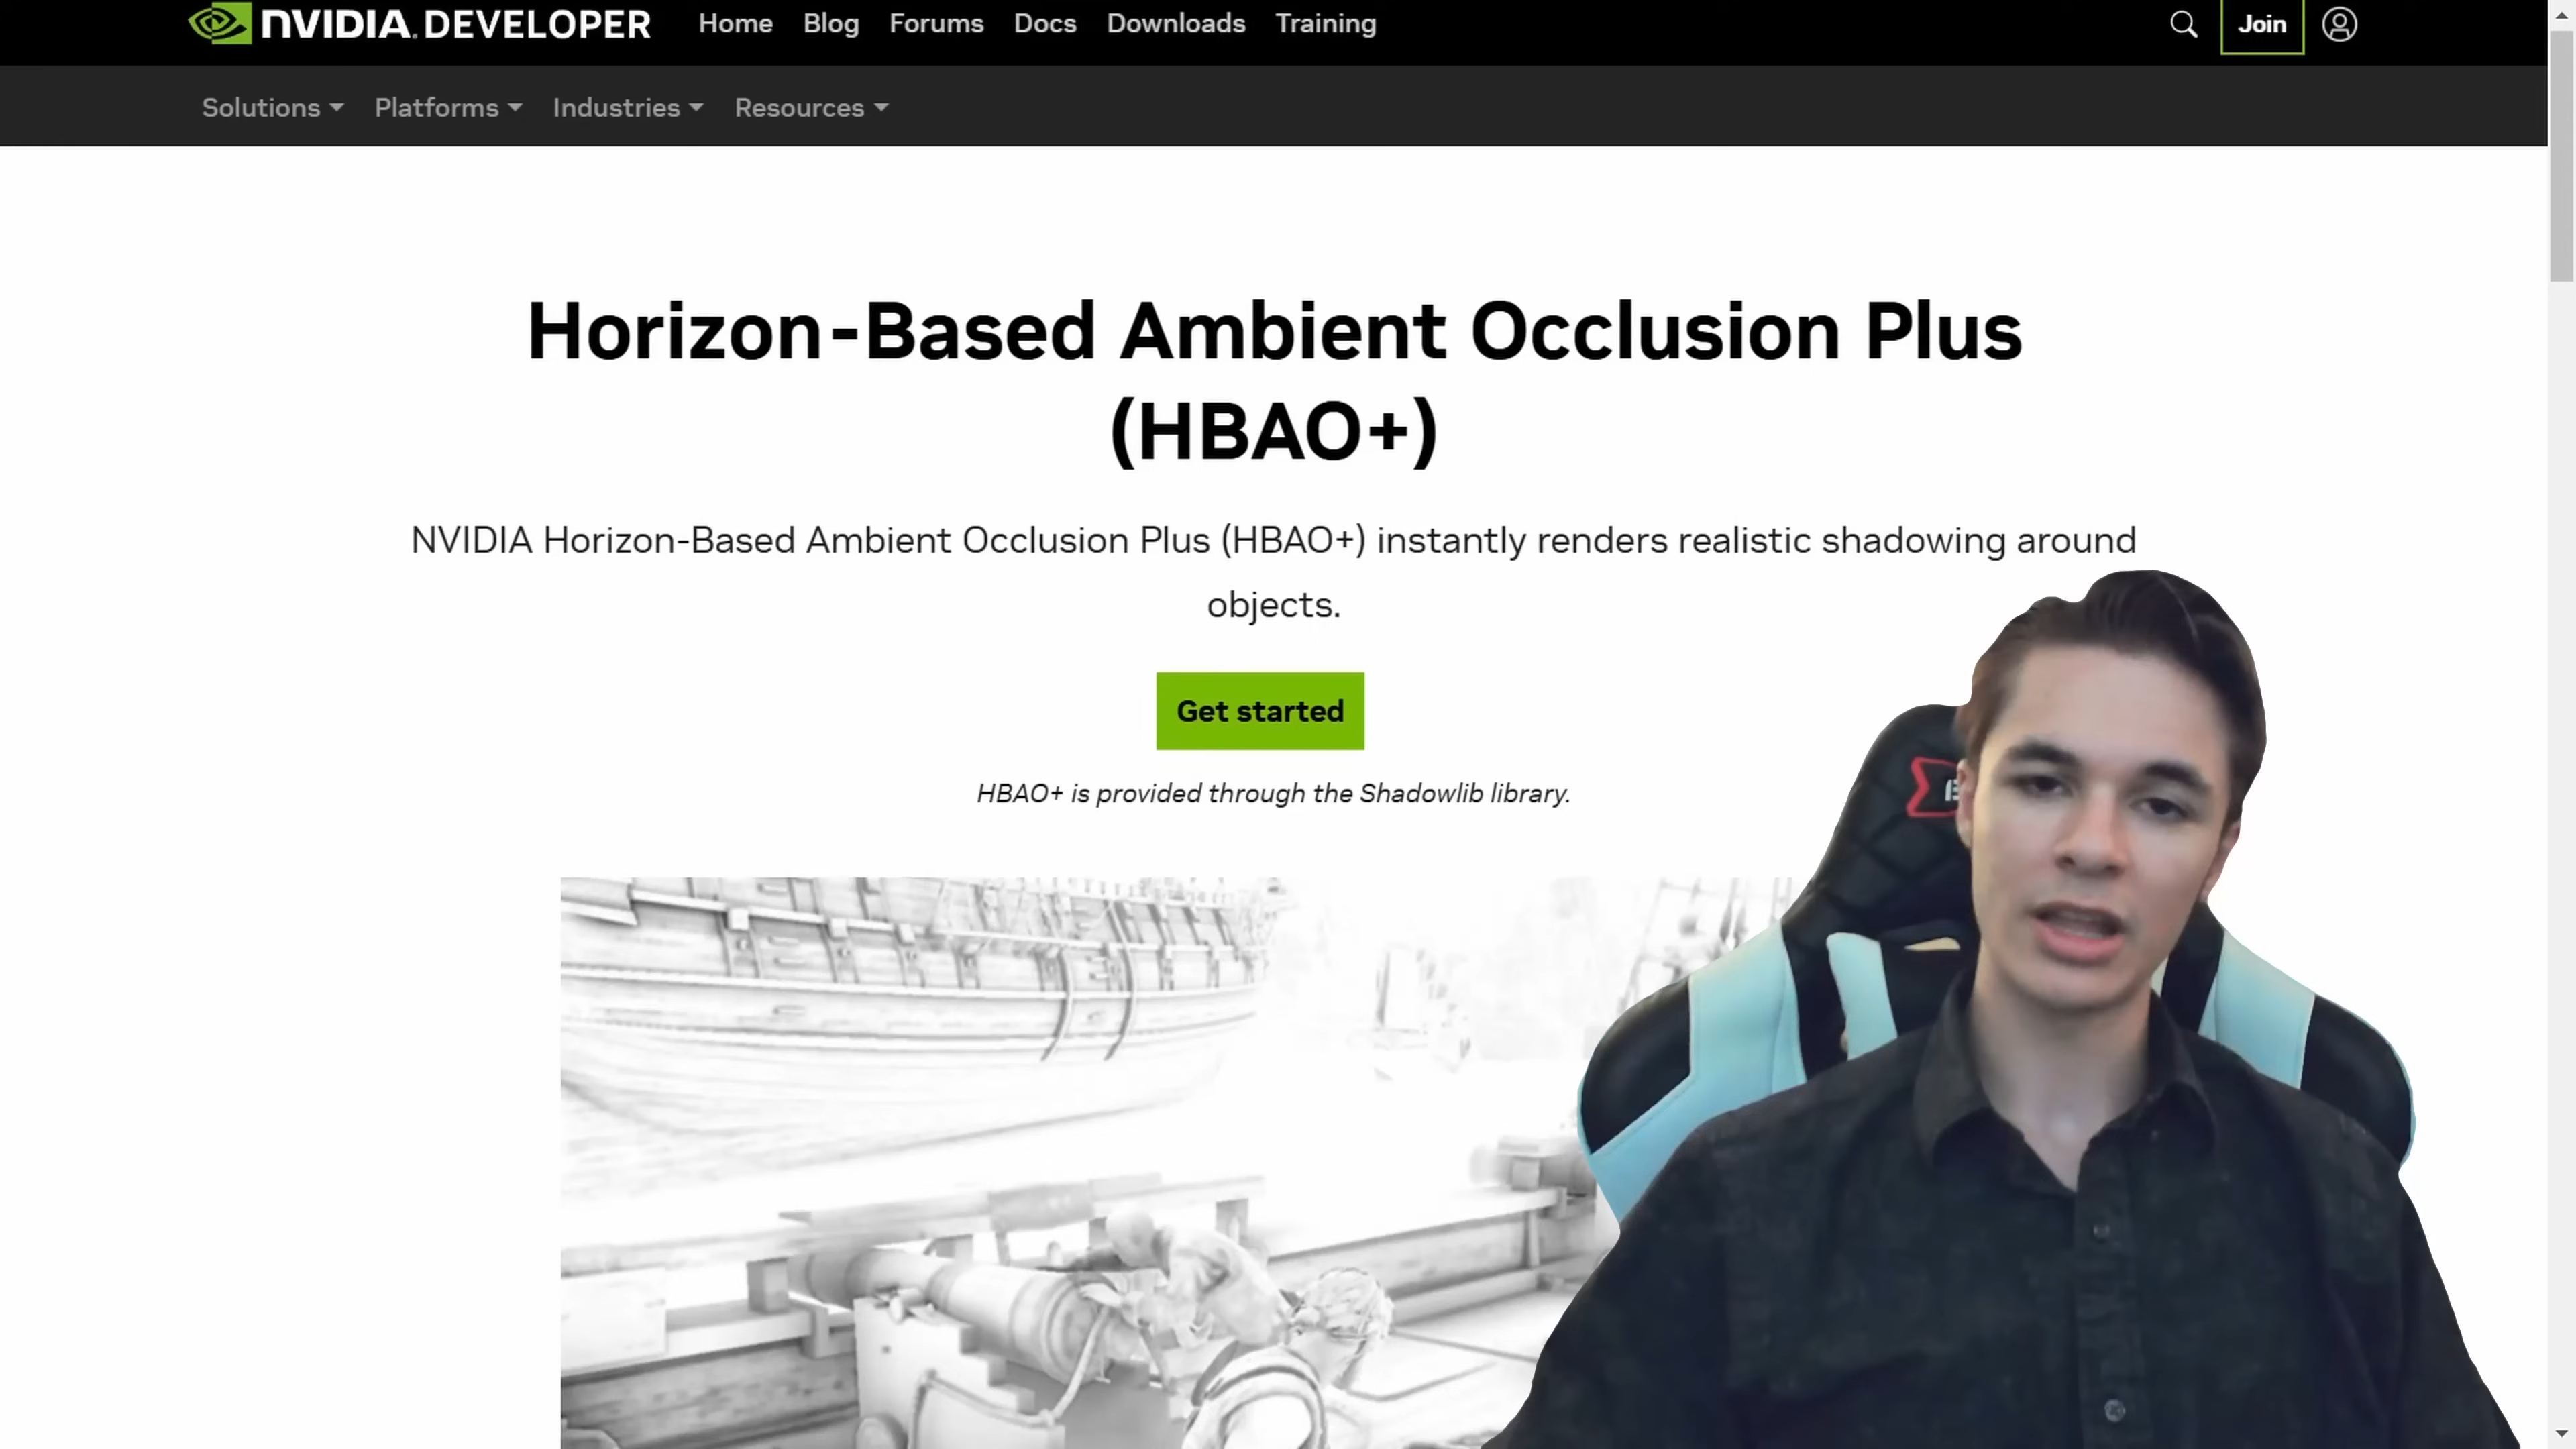 NVIDIA. DEVELOPER Home Blog Forums Docs Downloads Training Join
Solutions Platforms Industries Resources
Horizon-Based Ambient Occlusion Plus
(HBAO+)
NVIDIA Horizon-Based Ambient Occlusion Plus (HBAO+) instantly renders realistic shadowing around
objects.
Get started
HBAO+ is provided through the Shadowlib library.